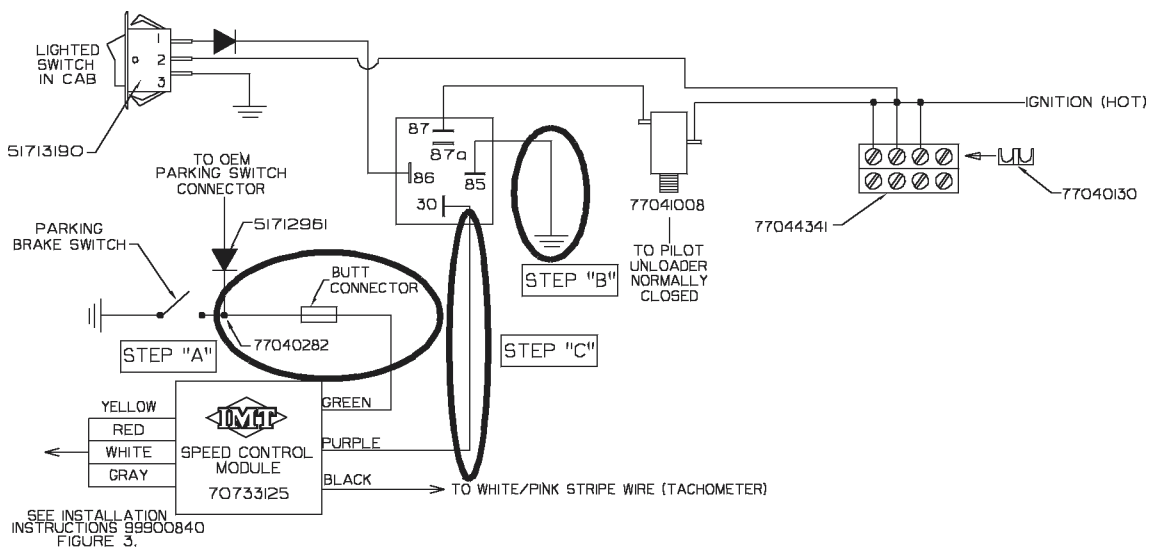 LIGHTED
SWITCH
IN CAB
1
2
3
51713190
IGNITION (HOT)
87
87a
86
85
30
77041008
TO PILOT
UNLOADER
NORMALLY
CLOSED
77044341
77040130
TO OEM
PARKING SWITCH
CONNECTOR
51712961
PARKING
BRAKE SWITCH
BUTT
CONNECTOR
STEP "B"
STEP "A"
77040282
STEP "C"
YELLOW
RED
WHITE
GRAY
IMT
SPEED CONTROL
MODULE
70733125
GREEN
PURPLE
BLACK
TO WHITE/PINK STRIPE WIRE (TACHOMETER)
SEE INSTALLATION
INSTRUCTIONS 99900840
FIGURE 3.